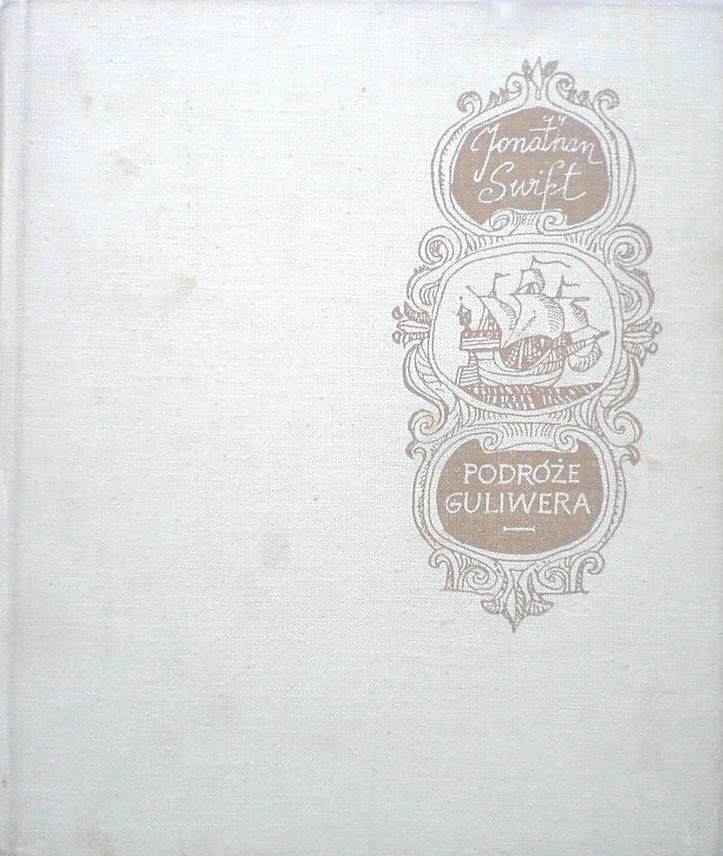 Jonathan
Swift
PODRÓŻE
GULIWERA